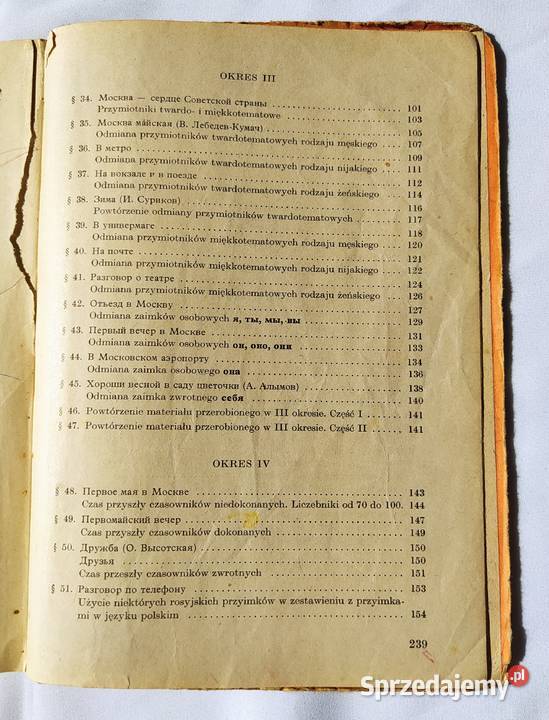 OKRES III
§ 34. Москва — сердце Советской страны ........ 101
Przymiotniki twardo- i miękkotematowe ........ 103
§ 35. Москва ма́йская (В. Лебедев-Кумач) ........ 105
Odmiana przymiotników twardotematowych rodzaju męskiego . 107
§ 36. В метро ........ 109
Odmiana przymiotników twardotematowych rodzaju nijakiego . 111
§ 37. На вокзале и в поезде ........ 112
Odmiana przymiotników twardotematowych rodzaju żeńskiego . 114
§ 38. Зима (И. Суриков) ........ 116
Powtórzenie odmiany przymiotników twardotematowych ........ 117
§ 39. В универмаге ........ 118
Odmiana przymiotników miękkotematowych rodzaju męskiego . 120
§ 40. На почте ........ 121
Odmiana przymiotników miękkotematowych rodzaju nijakiego . 122
§ 41. Разговор о театре ........ 124
Odmiana przymiotników miękkotematowych rodzaju żeńskiego . 126
§ 42. Отъезд в Москву ........ 127
Odmiana zaimków osobowych я, ты, мы, вы ........ 129
§ 43. Первый вечер в Москве ........ 131
Odmiana zaimków osobowych он, оно, они ........ 133
§ 44. В Московском аэропорту ........ 134
Odmiana zaimka osobowego она ........ 136
§ 45. Хороши весной в саду цветочки (А. Алымов) ........ 138
Odmiana zaimka zwrotnego себя ........ 140
§ 46. Powtórzenie materiału przerobionego w III okresie. Część I . 141
§ 47. Powtórzenie materiału przerobionego w III okresie. Część II . 141
OKRES IV
§ 48. Первое мая в Москве ........ 143
Czas przyszły czasowników niedokonanych. Liczebniki od 70 do 100. 144
§ 49. Первомайский вечер ........ 147
Czas przyszły czasowników dokonanych ........ 149
§ 50. Дружба (О. Высотская) ........ 150
Друзья ........ 150
Czas przeszły czasowników zwrotnych ........ 151
§ 51. Разговор по телефону ........ 153
Użycie niektórych rosyjskich przyimków w zestawieniu z przyimka-
mi w języku polskim ........ 154
239
Sprzedajemy.pl